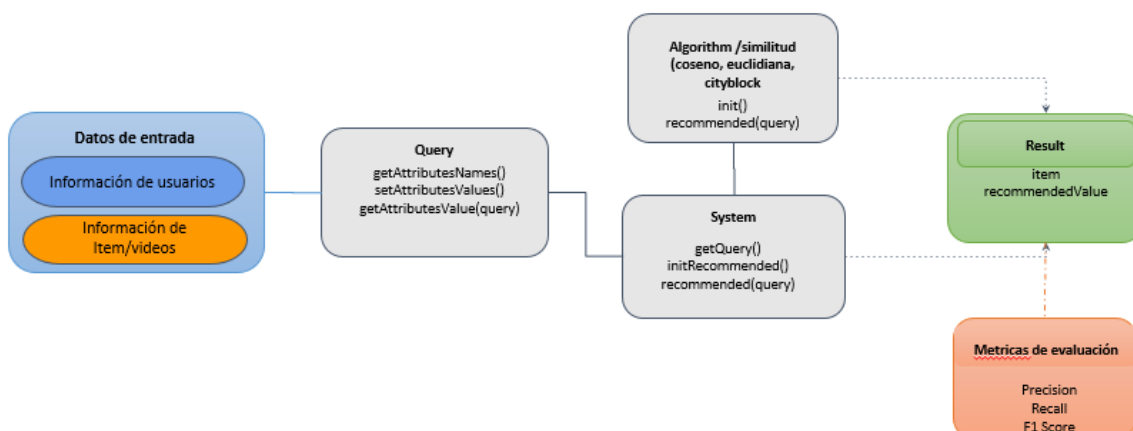 Datos de entrada
Información de usuarios
Información de
Item/videos
Query
getAttributesNames()
setAttributesValues()
getAttributesValue(query)
Algorithm /similitud
(coseno, euclidiana,
cityblock
init()
recommended(query)
System
getQuery()
initRecommended()
recommended(query)
Result
item
recommendedValue
Metricas de evaluación
Precision
Recall
F1 Score